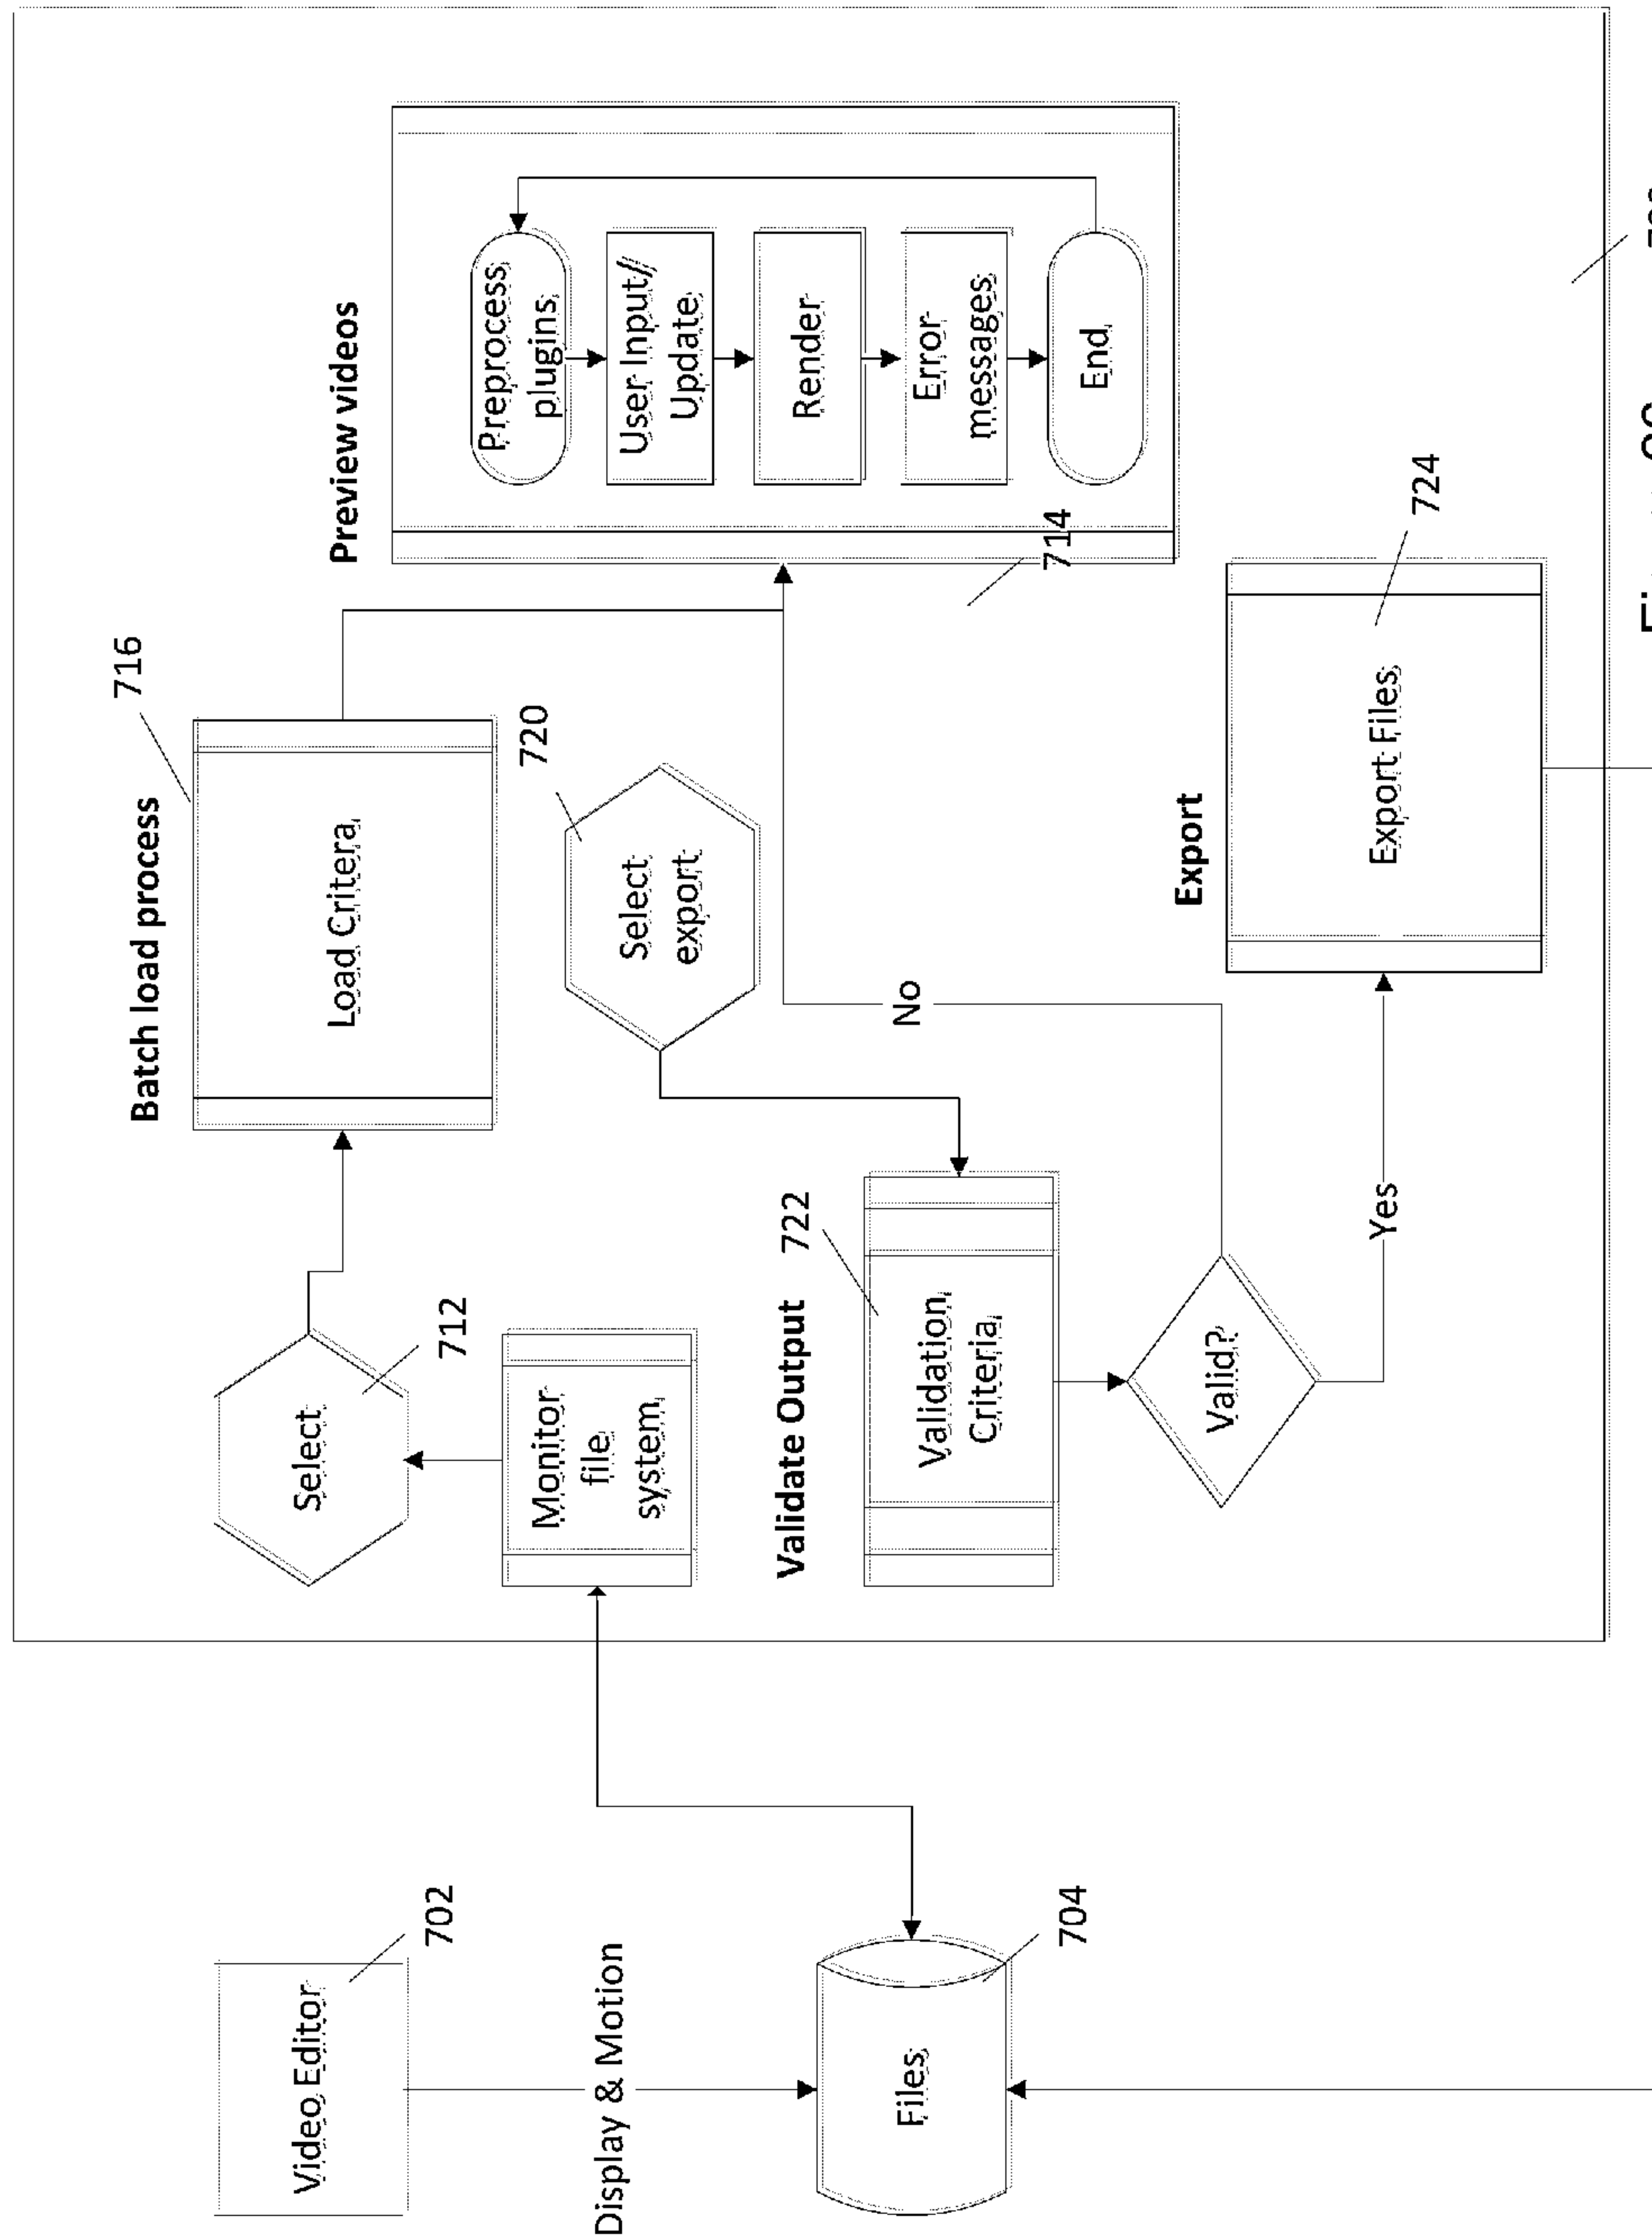 Video Editor
702
Display & Motion
Files
704
Select
712
Monitor
file
system
Batch load process
716
Load Critera
Select
export
720
Validate Output
722
Validation
Criteria
Valid?
No
Yes
Preview videos
Preprocess
plugins
User Input/
Update
Render
Error
messages
End
714
Export
Export Files
724